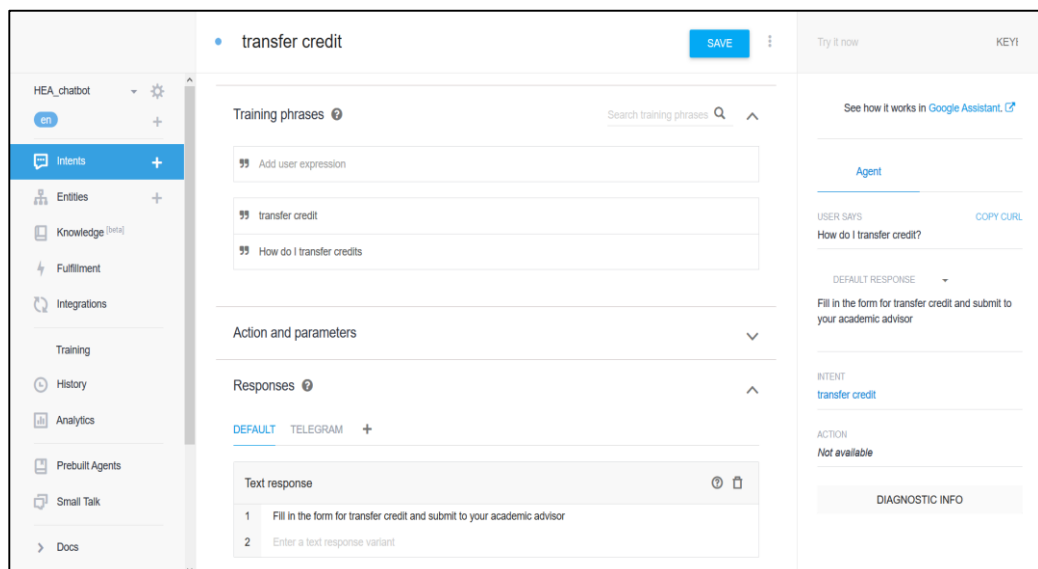 transfer credit
SAVE
Try it now
KEYI
HEA_chatbot
en
Intents
Entities
Knowledge [beta]
Fulfillment
Integrations
Training
History
Analytics
Prebuilt Agents
Small Talk
Docs
Training phrases
Search training phrases
Add user expression
transfer credit
How do I transfer credits
Action and parameters
Responses
DEFAULT TELEGRAM
Text response
1 Fill in the form for transfer credit and submit to your academic advisor
2 Enter a text response variant
See how it works in Google Assistant.
Agent
USER SAYS COPY CURL
How do I transfer credit?
DEFAULT RESPONSE
Fill in the form for transfer credit and submit to
your academic advisor
INTENT
transfer credit
ACTION
Not available
DIAGNOSTIC INFO